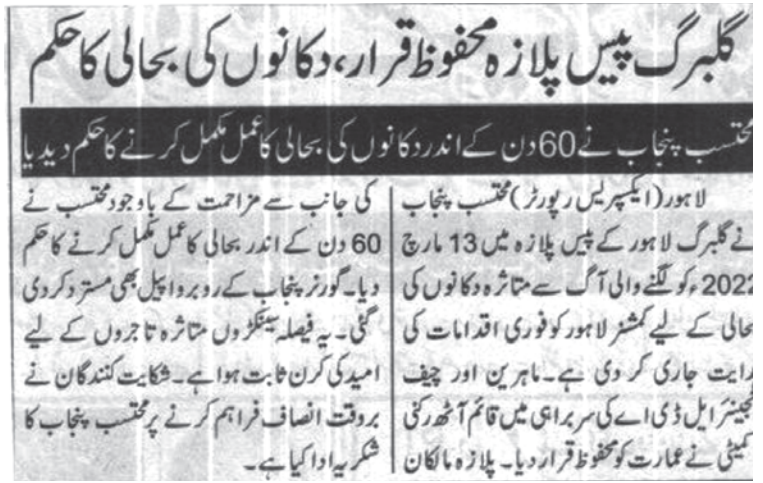 گلبرگ پیس پلازہ محفوظ قرار، دکانوں کی بحالی کا حکم
محتسب پنجاب نے 60 دن کے اندر دکانوں کی بحالی کا عمل مکمل کرنے کا حکم دیدیا
لاہور (ایکسپریس رپورٹر) محتسب پنجاب
نے گلبرگ لاہور کے پیس پلازہ میں 13 مارچ
2022ء کو لگنے والی آگ سے متاثرہ دکانوں کی
بحالی کے لیے کمشنر لاہور کو فوری اقدامات کی
ہدایت جاری کر دی ہے۔ ماہرین اور چیف
انجینئر ایل ڈی اے کی سربراہی میں قائم آٹھ رکنی
کمیٹی نے عمارت کو محفوظ قرار دیا۔ پلازہ مالکان
کی جانب سے مزاحمت کے باوجود محتسب نے
60 دن کے اندر بحالی کا عمل مکمل کرنے کا حکم
دیا۔ گورنر پنجاب کے روبرو اپیل بھی مسترد کر دی
گئی۔ یہ فیصلہ سینکڑوں متاثرہ تاجروں کے لیے
امید کی کرن ثابت ہوا ہے۔ شکایت کنندگان نے
بروقت انصاف فراہم کرنے پر محتسب پنجاب کا
شکریہ ادا کیا ہے۔